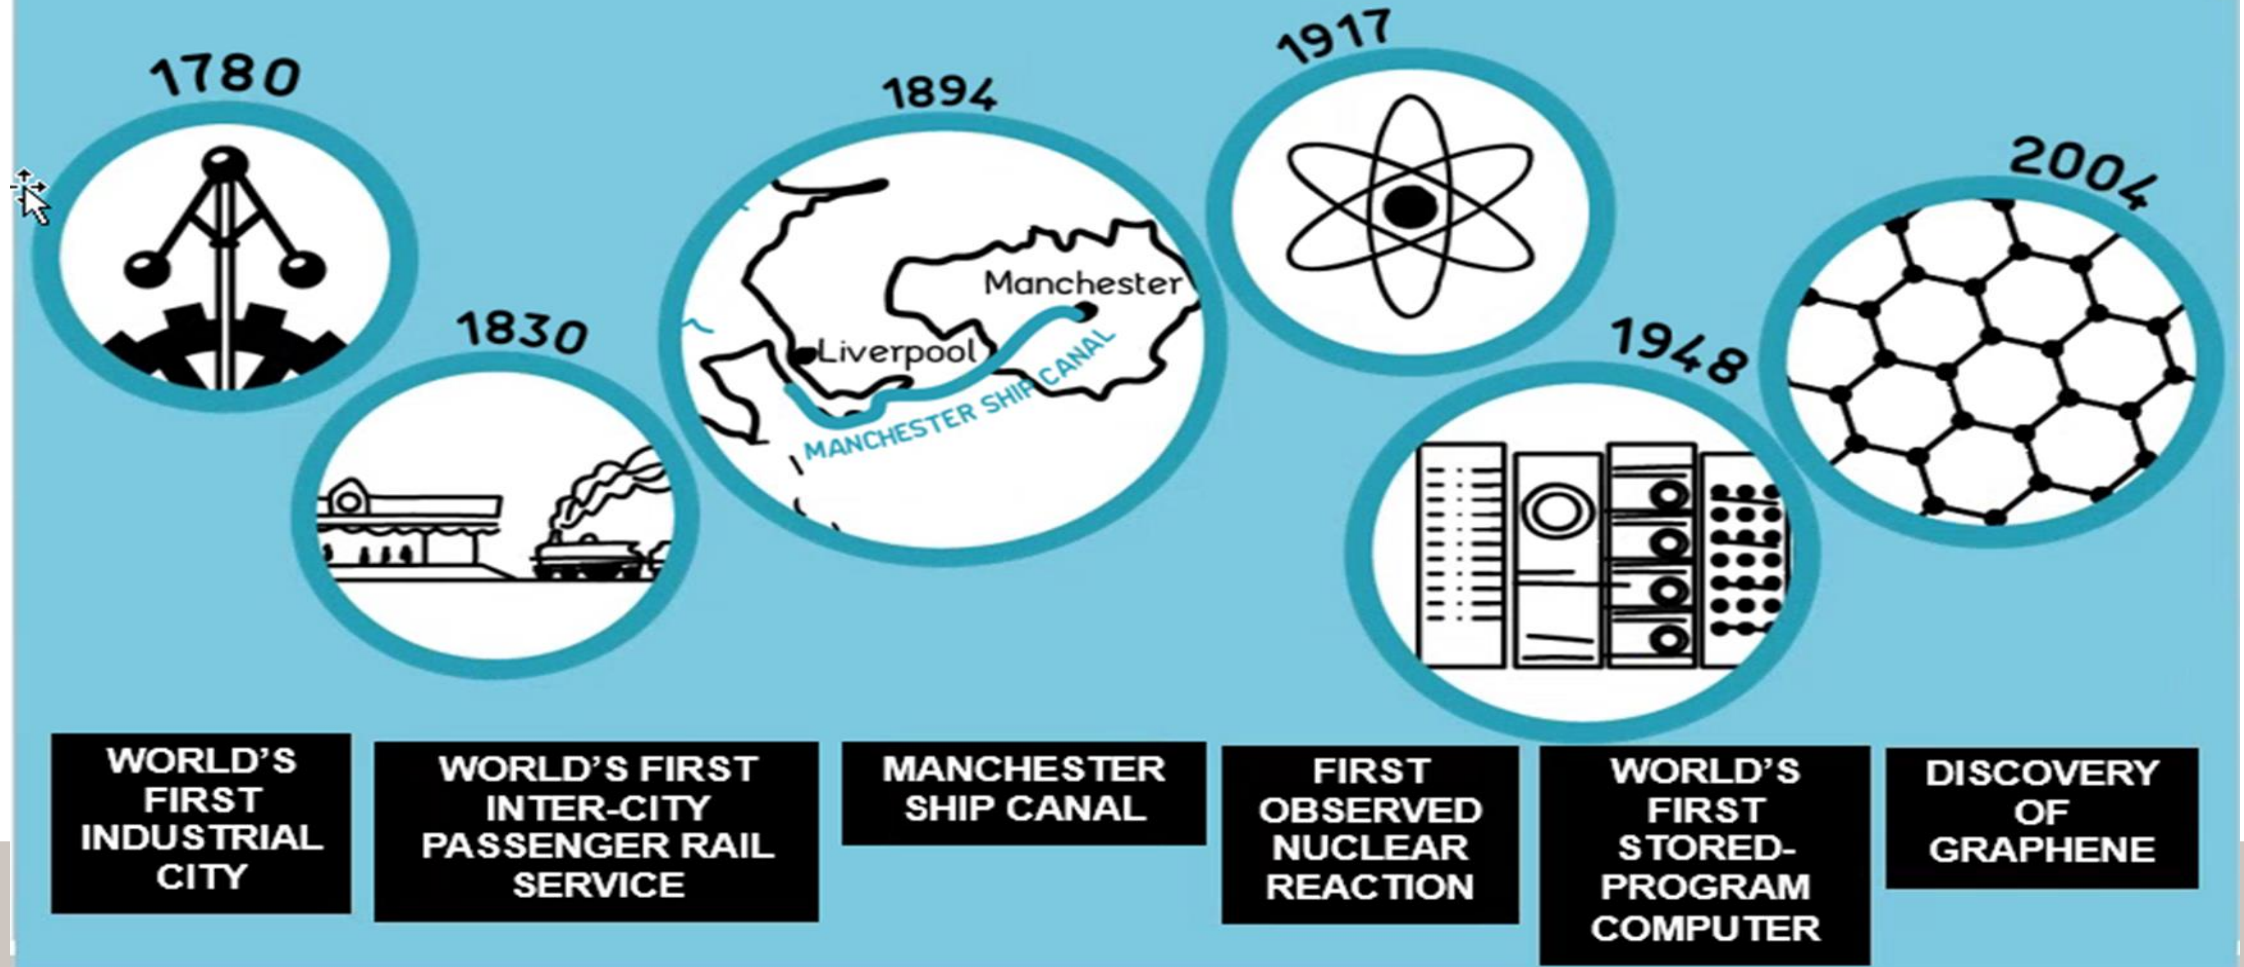 1780
1830
1894
1917
1948
2004
Manchester
Liverpool
MANCHESTER SHIP CANAL
WORLD'S
FIRST
INDUSTRIAL
CITY
WORLD'S FIRST
INTER-CITY
PASSENGER RAIL
SERVICE
MANCHESTER
SHIP CANAL
FIRST
OBSERVED
NUCLEAR
REACTION
WORLD'S
FIRST
STORED-
PROGRAM
COMPUTER
DISCOVERY
OF
GRAPHENE